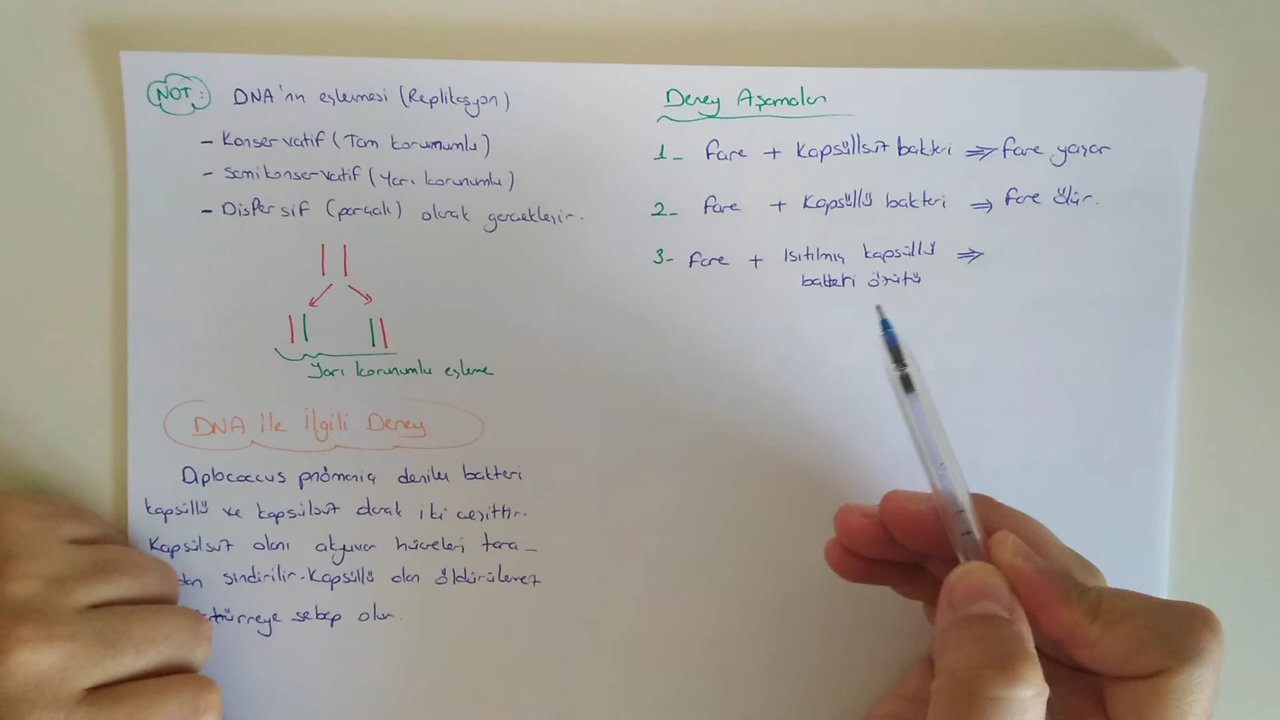 NOT:
DNA'nın eşlenmesi (Replikasyon)
- Konservatif (Tam korunumlu)
- Semikonservatif (Yarı korunumlu)
- Dispersif (parçalı) olarak gerçekleşir.
Yarı korunumlu eşleme
DNA ile ilgili Deney
Diplococcus pnömonia denilen bakteri
kapsüllü ve kapsülsüz olarak iki çeşittir.
Kapsülsüz olanı akyuvar hücreleri tara-
sindirilir. Kapsüllü olan öldürülemez
sebep olur.
Deney Aşamaları
1- Fare + Kapsülsüz bakteri ⇒ fare yaşar
2- Fare + Kapsüllü bakteri ⇒ fare ölür.
3- Fare + Isıtılmış kapsüllü ⇒
bakteri özütü